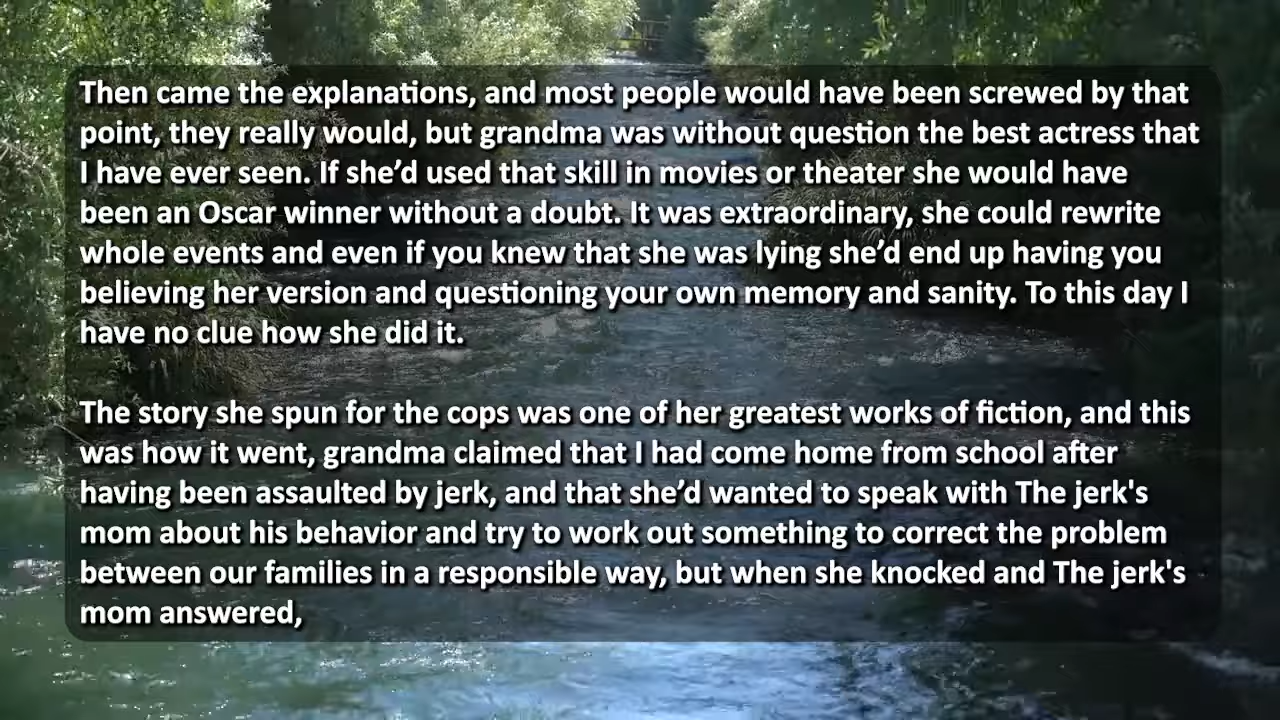 Then came the explanations, and most people would have been screwed by that
point, they really would, but grandma was without question the best actress that
I have ever seen. If she’d used that skill in movies or theater she would have
been an Oscar winner without a doubt. It was extraordinary, she could rewrite
whole events and even if you knew that she was lying she’d end up having you
believing her version and questioning your own memory and sanity. To this day I
have no clue how she did it.
The story she spun for the cops was one of her greatest works of fiction, and this
was how it went, grandma claimed that I had come home from school after
having been assaulted by jerk, and that she’d wanted to speak with The jerk's
mom about his behavior and try to work out something to correct the problem
between our families in a responsible way, but when she knocked and The jerk's
mom answered,